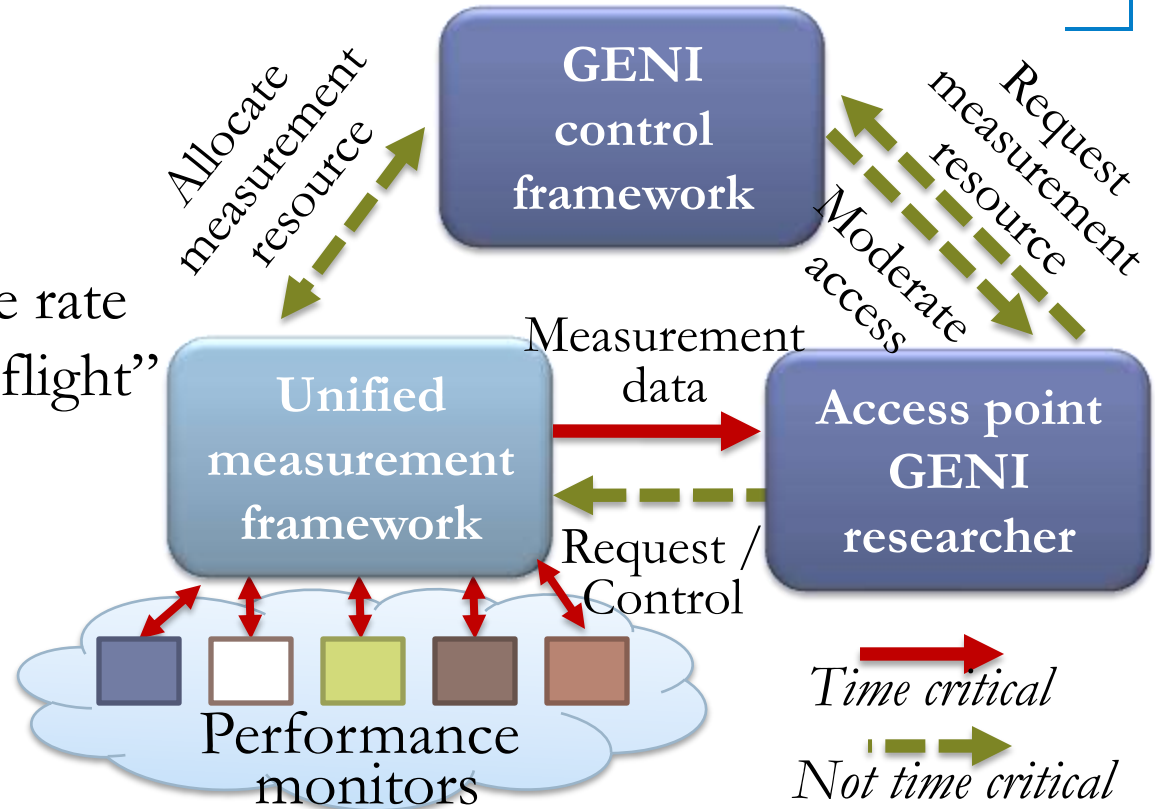 GENI
control
framework
Allocate
measurement
resource
Request
measurement
resource
Moderate
access
e rate
flight”
Measurement
data
Unified
measurement
framework
Access point
GENI
researcher
Request /
Control
Performance
monitors
Time critical
Not time critical